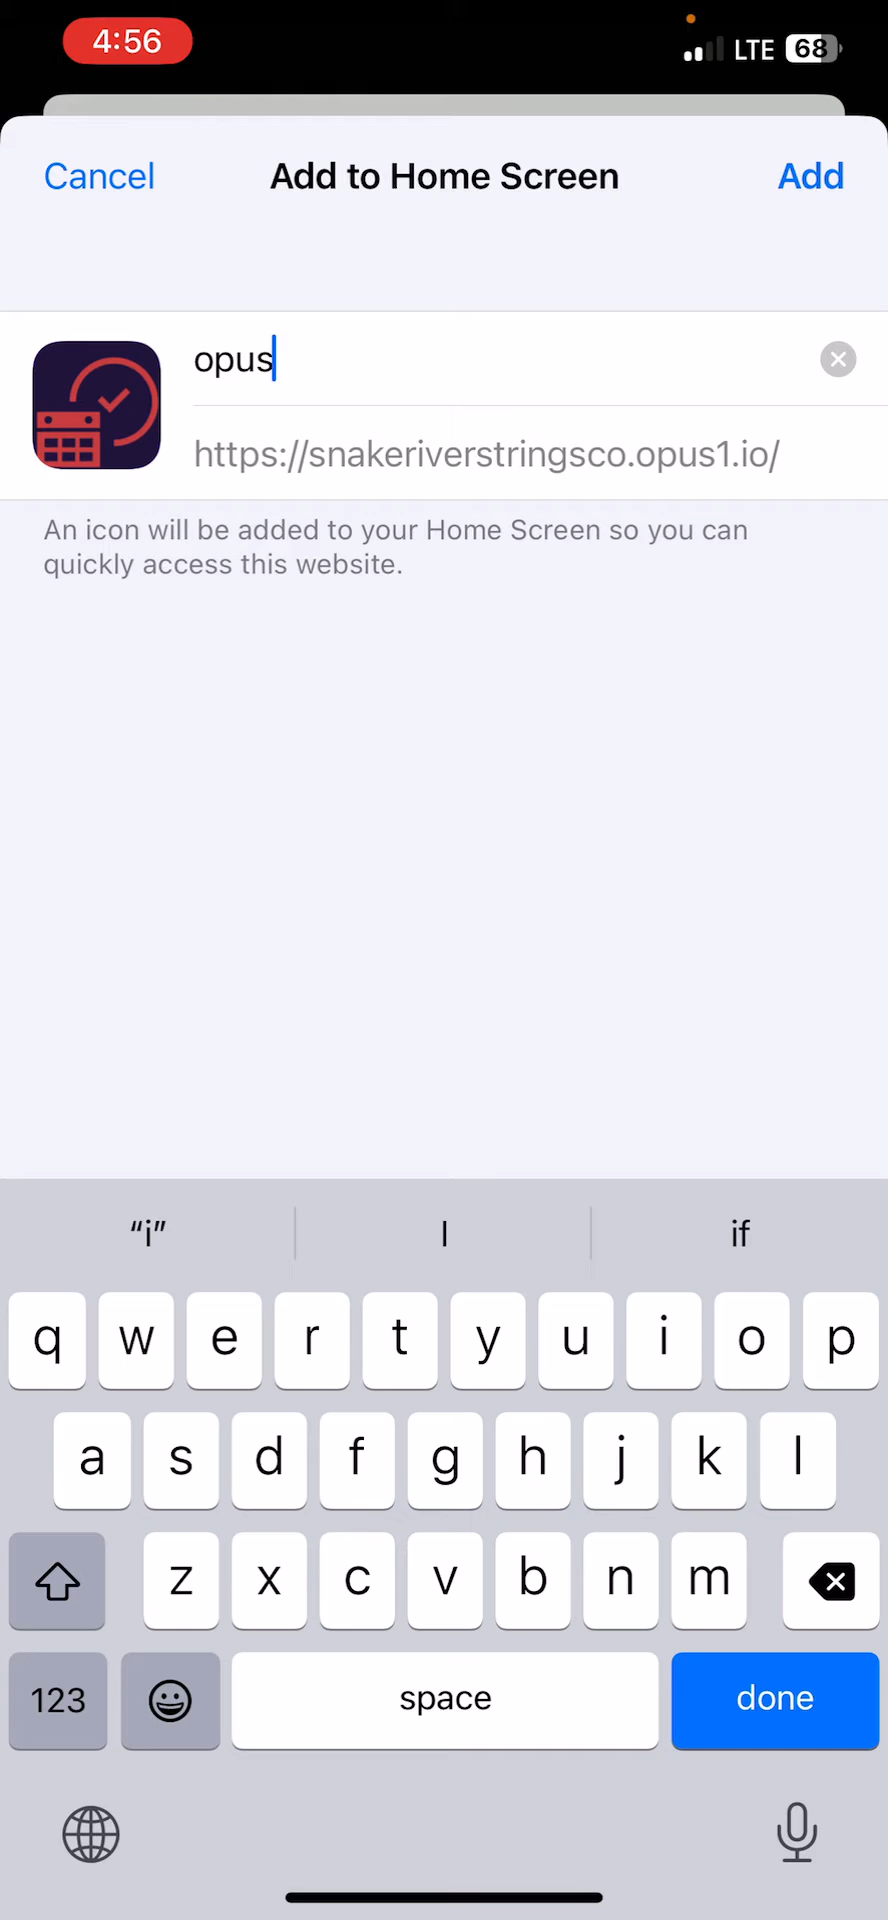 4:56
LTE 68
Cancel
Add to Home Screen
Add
opus
https://snakeriverstringsco.opus1.io/
An icon will be added to your Home Screen so you can
quickly access this website.
“i” I if
q w e r t y u i o p
a s d f g h j k l
z x c v b n m
123 space done